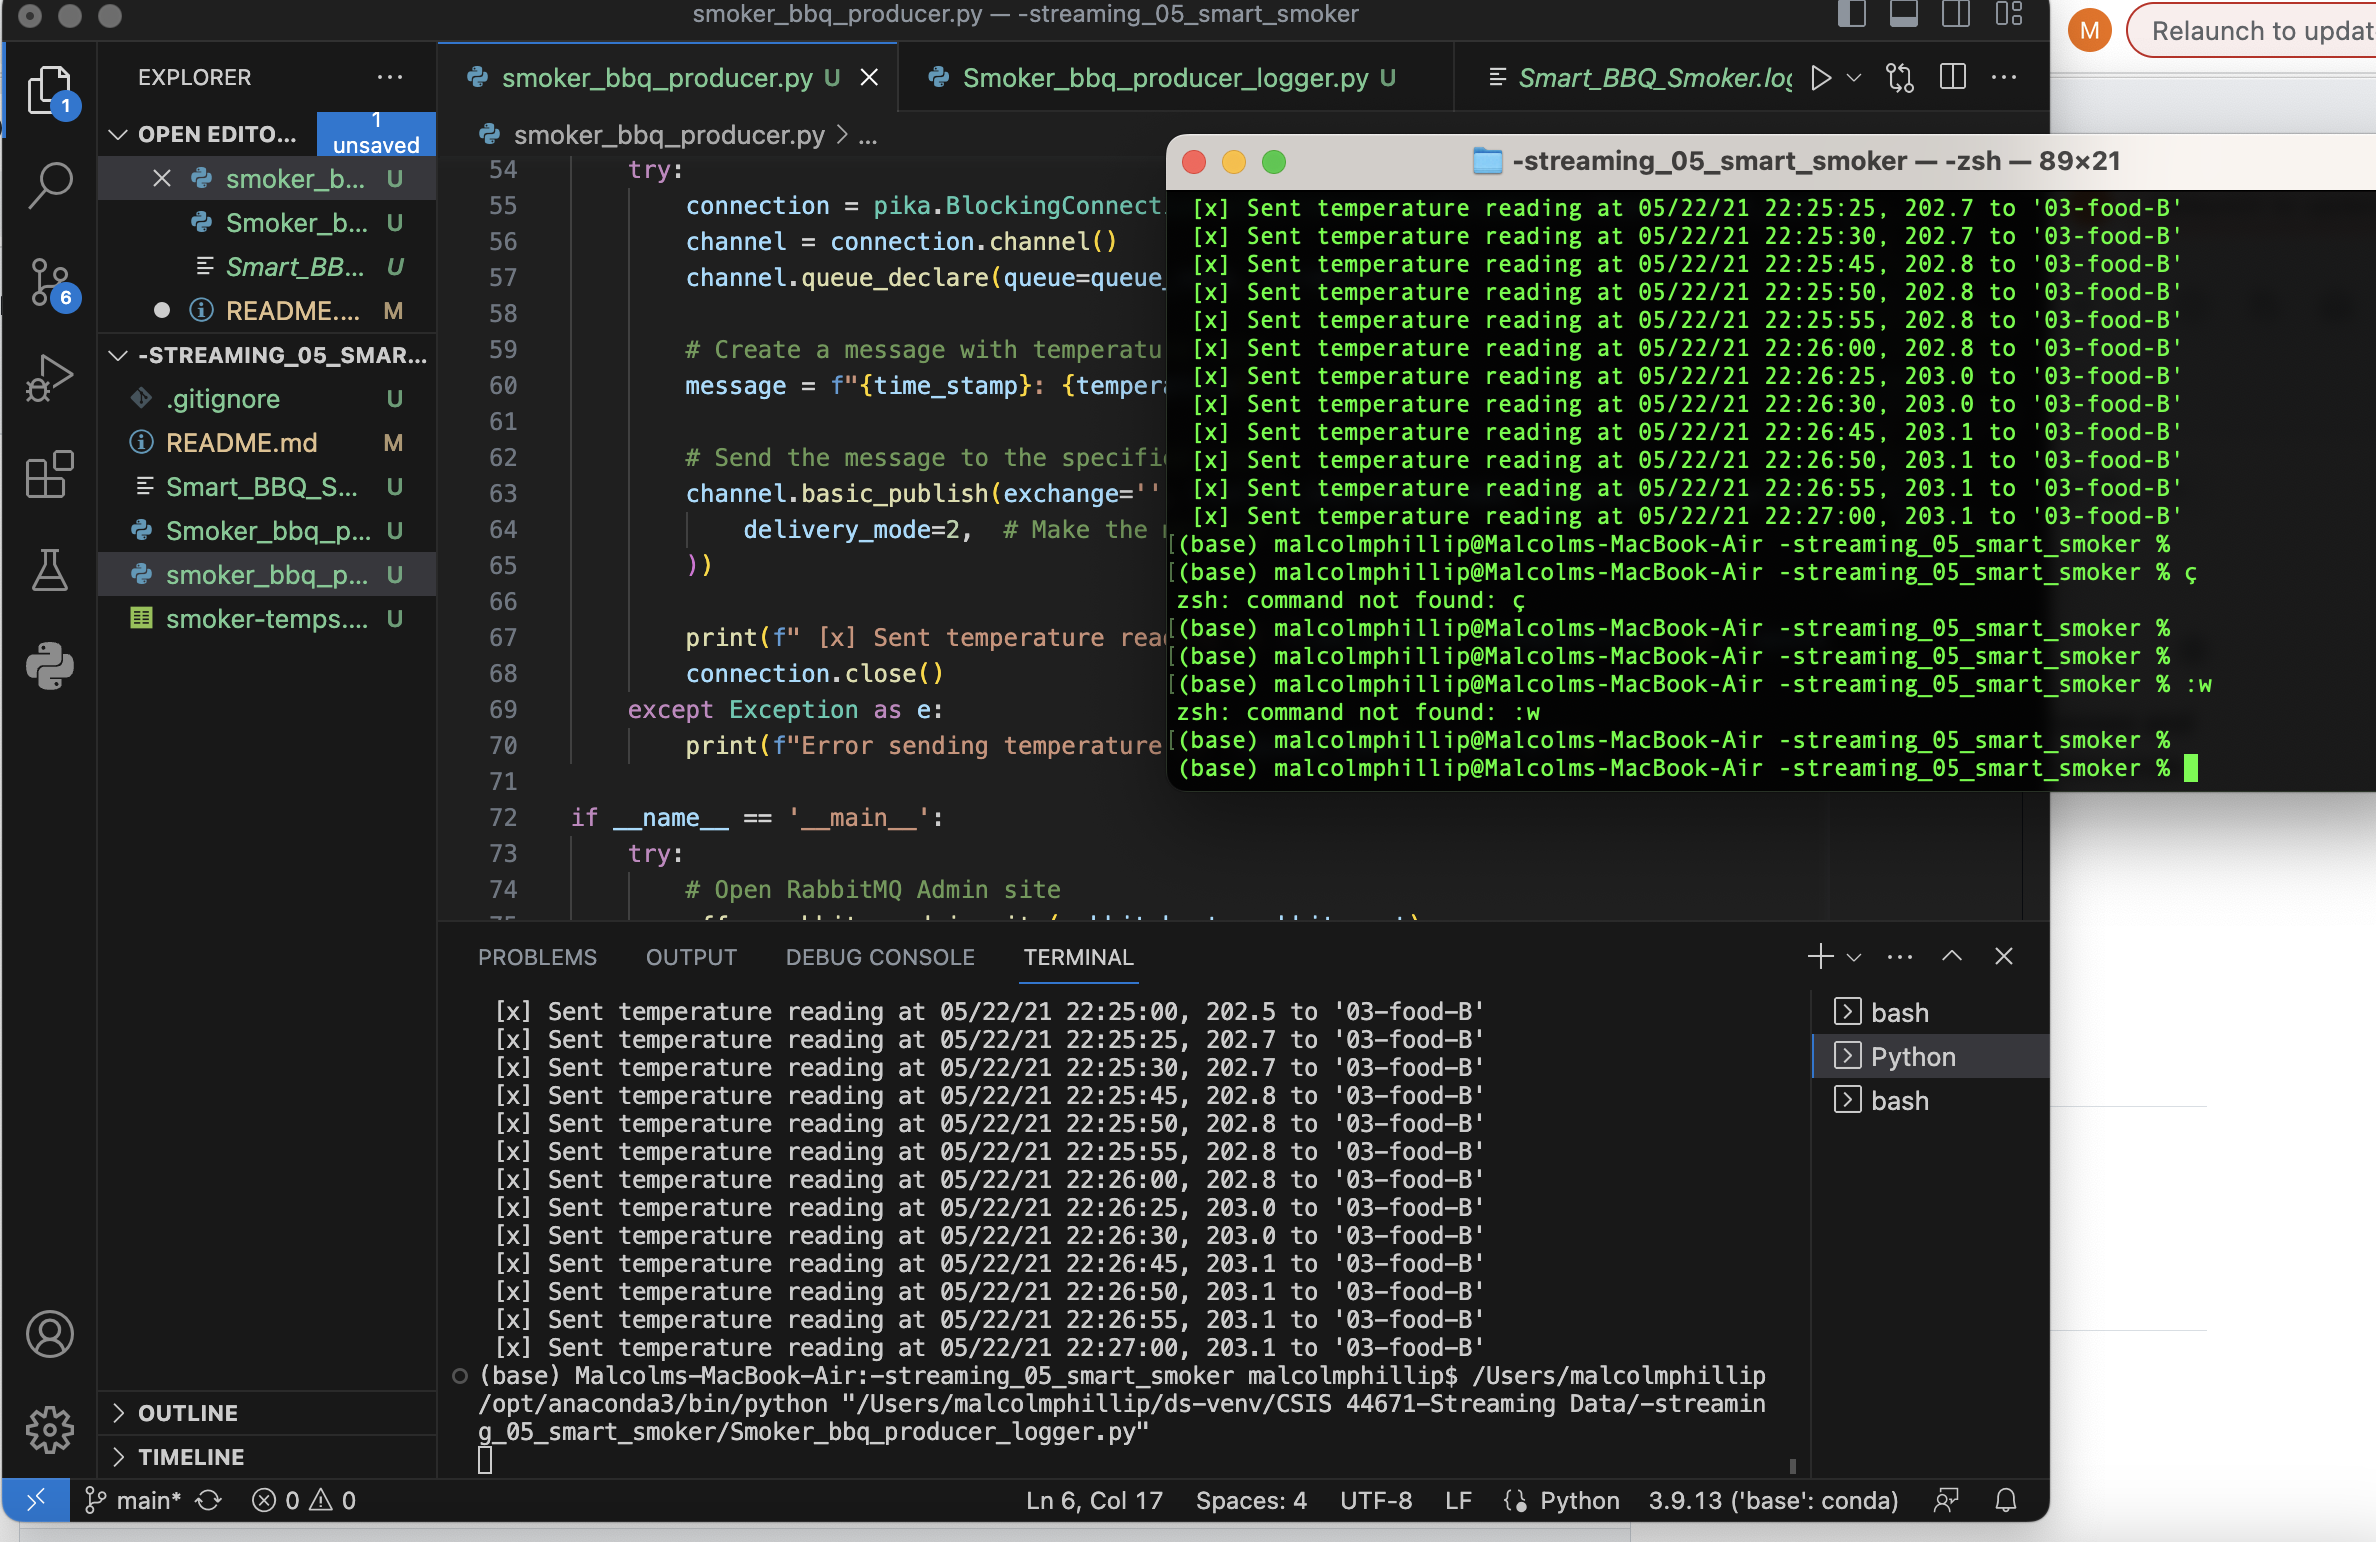 smoker_bbq_producer.py — -streaming_05_smart_smoker
M
Relaunch to updat
EXPLORER
smoker_bbq_producer.py U
Smoker_bbq_producer_logger.py U
Smart_BBQ_Smoker.log
1
OPEN EDITO...
1 unsaved
smoker_b... U
Smoker_b... U
Smart_BB... U
README.... M
6
-STREAMING_05_SMAR...
.gitignore U
README.md M
Smart_BBQ_S... U
Smoker_bbq_p... U
smoker_bbq_p... U
smoker-temps.... U
OUTLINE
TIMELINE
smoker_bbq_producer.py > ...
54 try:
55 connection = pika.BlockingConnect
56 channel = connection.channel()
57 channel.queue_declare(queue=queue_
58
59 # Create a message with temperatu
60 message = f"{time_stamp}: {tempera
61
62 # Send the message to the specifi
63 channel.basic_publish(exchange=''
64 delivery_mode=2, # Make the
65 ))
66
67 print(f" [x] Sent temperature rea
68 connection.close()
69 except Exception as e:
70 print(f"Error sending temperature
71
72 if __name__ == '__main__':
73 try:
74 # Open RabbitMQ Admin site
-streaming_05_smart_smoker — -zsh — 89×21
[x] Sent temperature reading at 05/22/21 22:25:25, 202.7 to '03-food-B'
[x] Sent temperature reading at 05/22/21 22:25:30, 202.7 to '03-food-B'
[x] Sent temperature reading at 05/22/21 22:25:45, 202.8 to '03-food-B'
[x] Sent temperature reading at 05/22/21 22:25:50, 202.8 to '03-food-B'
[x] Sent temperature reading at 05/22/21 22:25:55, 202.8 to '03-food-B'
[x] Sent temperature reading at 05/22/21 22:26:00, 202.8 to '03-food-B'
[x] Sent temperature reading at 05/22/21 22:26:25, 203.0 to '03-food-B'
[x] Sent temperature reading at 05/22/21 22:26:30, 203.0 to '03-food-B'
[x] Sent temperature reading at 05/22/21 22:26:45, 203.1 to '03-food-B'
[x] Sent temperature reading at 05/22/21 22:26:50, 203.1 to '03-food-B'
[x] Sent temperature reading at 05/22/21 22:26:55, 203.1 to '03-food-B'
[x] Sent temperature reading at 05/22/21 22:27:00, 203.1 to '03-food-B'
[(base) malcolmphillip@Malcolms-MacBook-Air -streaming_05_smart_smoker %
[(base) malcolmphillip@Malcolms-MacBook-Air -streaming_05_smart_smoker % ç
zsh: command not found: ç
[(base) malcolmphillip@Malcolms-MacBook-Air -streaming_05_smart_smoker %
[(base) malcolmphillip@Malcolms-MacBook-Air -streaming_05_smart_smoker %
[(base) malcolmphillip@Malcolms-MacBook-Air -streaming_05_smart_smoker % :w
zsh: command not found: :w
[(base) malcolmphillip@Malcolms-MacBook-Air -streaming_05_smart_smoker %
(base) malcolmphillip@Malcolms-MacBook-Air -streaming_05_smart_smoker %
PROBLEMS OUTPUT DEBUG CONSOLE TERMINAL
[x] Sent temperature reading at 05/22/21 22:25:00, 202.5 to '03-food-B'
[x] Sent temperature reading at 05/22/21 22:25:25, 202.7 to '03-food-B'
[x] Sent temperature reading at 05/22/21 22:25:30, 202.7 to '03-food-B'
[x] Sent temperature reading at 05/22/21 22:25:45, 202.8 to '03-food-B'
[x] Sent temperature reading at 05/22/21 22:25:50, 202.8 to '03-food-B'
[x] Sent temperature reading at 05/22/21 22:25:55, 202.8 to '03-food-B'
[x] Sent temperature reading at 05/22/21 22:26:00, 202.8 to '03-food-B'
[x] Sent temperature reading at 05/22/21 22:26:25, 203.0 to '03-food-B'
[x] Sent temperature reading at 05/22/21 22:26:30, 203.0 to '03-food-B'
[x] Sent temperature reading at 05/22/21 22:26:45, 203.1 to '03-food-B'
[x] Sent temperature reading at 05/22/21 22:26:50, 203.1 to '03-food-B'
[x] Sent temperature reading at 05/22/21 22:26:55, 203.1 to '03-food-B'
[x] Sent temperature reading at 05/22/21 22:27:00, 203.1 to '03-food-B'
(base) Malcolms-MacBook-Air:-streaming_05_smart_smoker malcolmphillip$ /Users/malcolmphillip
/opt/anaconda3/bin/python "/Users/malcolmphillip/ds-venv/CSIS 44671-Streaming Data/-streamin
g_05_smart_smoker/Smoker_bbq_producer_logger.py"
bash
Python
bash
main* 0 0 Ln 6, Col 17 Spaces: 4 UTF-8 LF Python 3.9.13 ('base': conda)